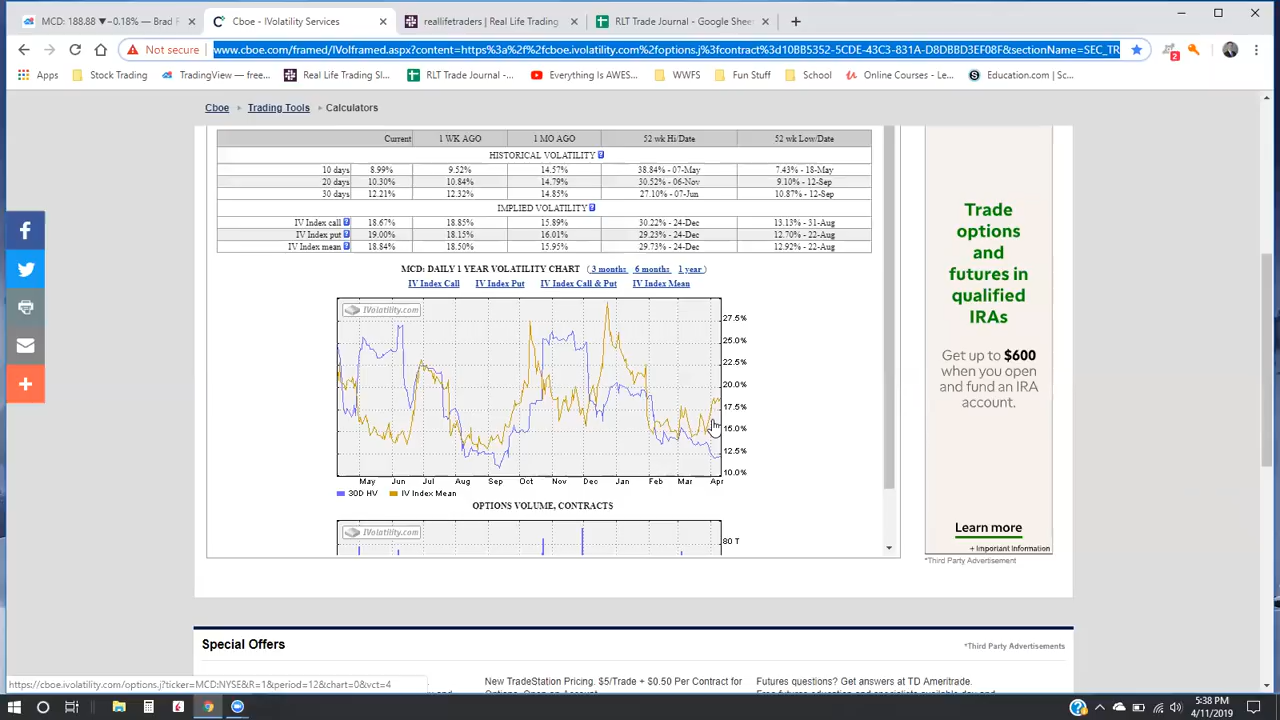 MCD: 188.88 ▼−0.18% — Brad F
Cboe - IVolatility Services
reallifetraders | Real Life Trading
RLT Trade Journal - Google Sheet
Not secure
www.cboe.com/framed/IVolframed.aspx?content=https%3a%2f%2fcboe.ivolatility.com%2foptions.j%3fcontract%3d10BB5352-5CDE-43C3-831A-D8DBBD3EF08F&sectionName=SEC_TR
2
Apps
Stock Trading
TradingView — free...
Real Life Trading Sl...
RLT Trade Journal -...
Everything Is AWES...
WWFS
Fun Stuff
School
Online Courses - Le...
Education.com | Sc...
Cboe Trading Tools Calculators
Current 1 WK AGO 1 MO AGO 52 wk Hi/Date 52 wk Low/Date
HISTORICAL VOLATILITY ?
10 days 8.99% 9.52% 14.57% 38.84% - 07-May 7.43% - 18-May
20 days 10.30% 10.84% 14.79% 30.52% - 06-Nov 9.10% - 12-Sep
30 days 12.21% 12.32% 14.85% 27.10% - 07-Jun 10.87% - 12-Sep
IMPLIED VOLATILITY ?
IV Index call ? 18.67% 18.85% 15.89% 30.22% - 24-Dec 13.13% - 31-Aug
IV Index put ? 19.00% 18.15% 16.01% 29.23% - 24-Dec 12.70% - 22-Aug
IV Index mean ? 18.84% 18.50% 15.95% 29.73% - 24-Dec 12.92% - 22-Aug
MCD: DAILY 1 YEAR VOLATILITY CHART ( 3 months 6 months 1 year )
IV Index Call IV Index Put IV Index Call & Put IV Index Mean
IVolatility.com
27.5%
25.0%
22.5%
20.0%
17.5%
15.0%
12.5%
10.0%
May Jun Jul Aug Sep Oct Nov Dec Jan Feb Mar Apr
30D HV IV Index Mean
OPTIONS VOLUME, CONTRACTS
IVolatility.com
80 T
Trade
options
and
futures in
qualified
IRAs
Get up to $600
when you open
and fund an IRA
account.
Learn more
+ Important Information
*Third Party Advertisement
Special Offers
*Third Party Advertisements
New TradeStation Pricing. $5/Trade + $0.50 Per Contract for
Futures questions? Get answers at TD Ameritrade.
https://cboe.ivolatility.com/options.j?ticker=MCD:NYSE&R=1&period=12&chart=0&vct=4
5:38 PM
4/11/2019